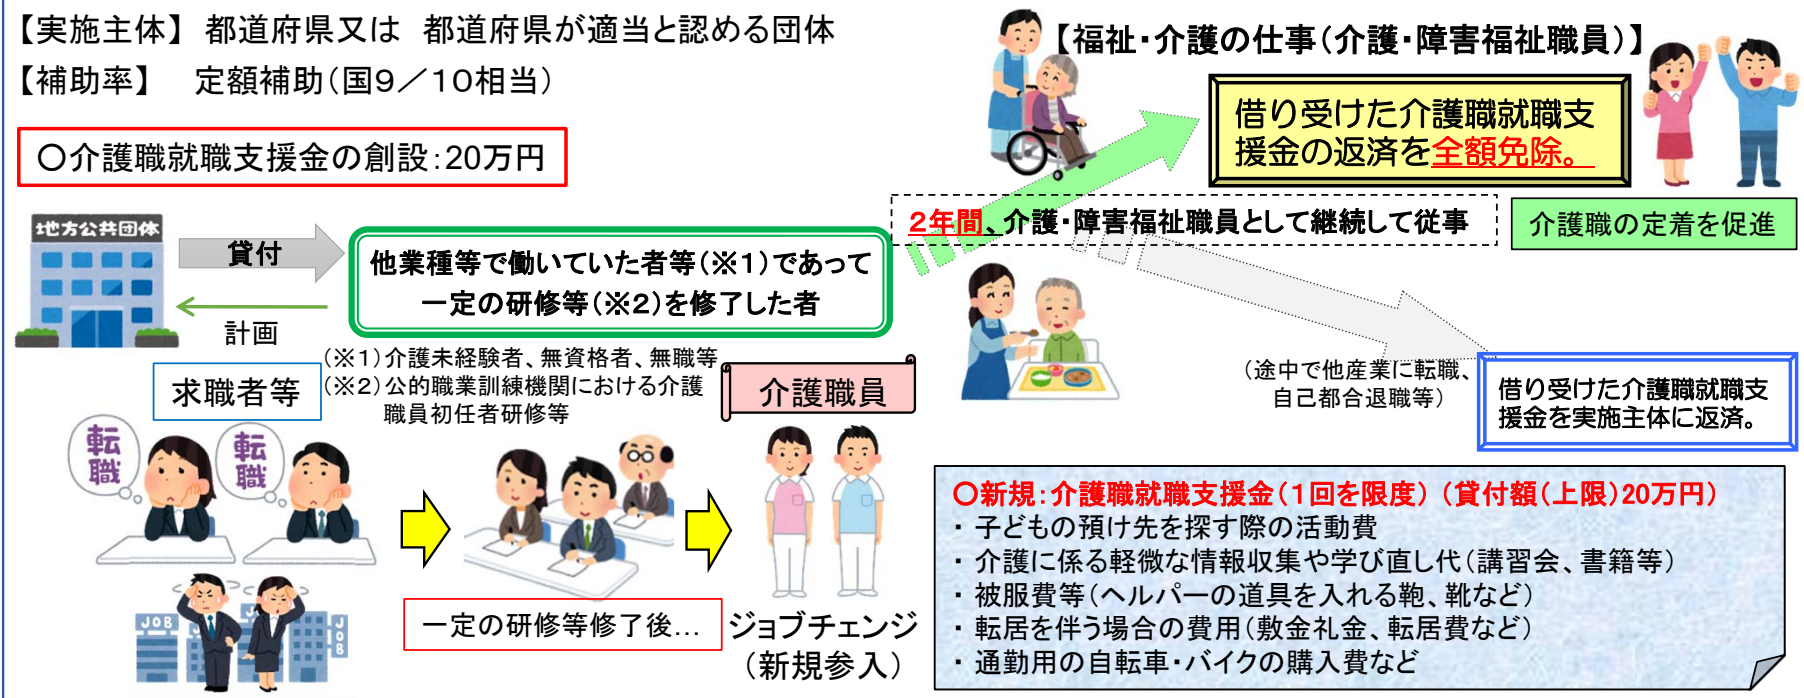 【実施主体】 都道府県又は 都道府県が適当と認める団体
【補助率】 定額補助(国9/10相当)
〇介護職就職支援金の創設:20万円
地方公共団体
貸付
計画
他業種等で働いていた者等(※1)であって
一定の研修等(※2)を修了した者
(※1)介護未経験者、無資格者、無職等
(※2)公的職業訓練機関における介護
職員初任者研修等
求職者等
転職
転職
JOB
JOB
一定の研修等修了後…
介護職員
ジョブチェンジ
(新規参入)
【福祉・介護の仕事(介護・障害福祉職員)】
借り受けた介護職就職支
援金の返済を全額免除。
2年間、介護・障害福祉職員として継続して従事
介護職の定着を促進
(途中で他産業に転職、
自己都合退職等)
借り受けた介護職就職支
援金を実施主体に返済。
〇新規:介護職就職支援金(1回を限度) (貸付額(上限)20万円)
・ 子どもの預け先を探す際の活動費
・ 介護に係る軽微な情報収集や学び直し代(講習会、書籍等)
・ 被服費等(ヘルパーの道具を入れる鞄、靴など)
・ 転居を伴う場合の費用(敷金礼金、転居費など)
・ 通勤用の自転車・バイクの購入費など